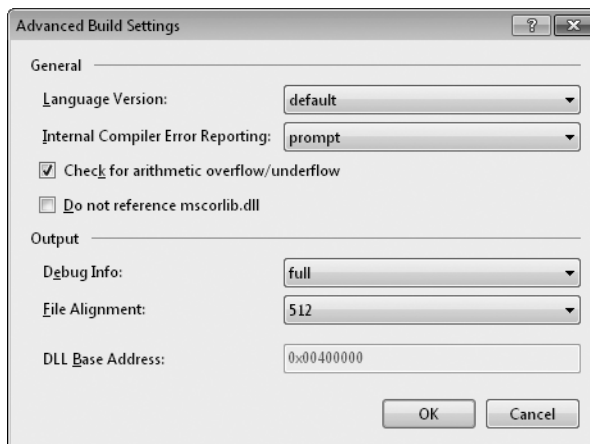 Advanced Build Settings
General
Language Version: default
Internal Compiler Error Reporting: prompt
Check for arithmetic overflow/underflow
Do not reference mscorlib.dll
Output
Debug Info: full
File Alignment: 512
DLL Base Address: 0x00400000
OK Cancel